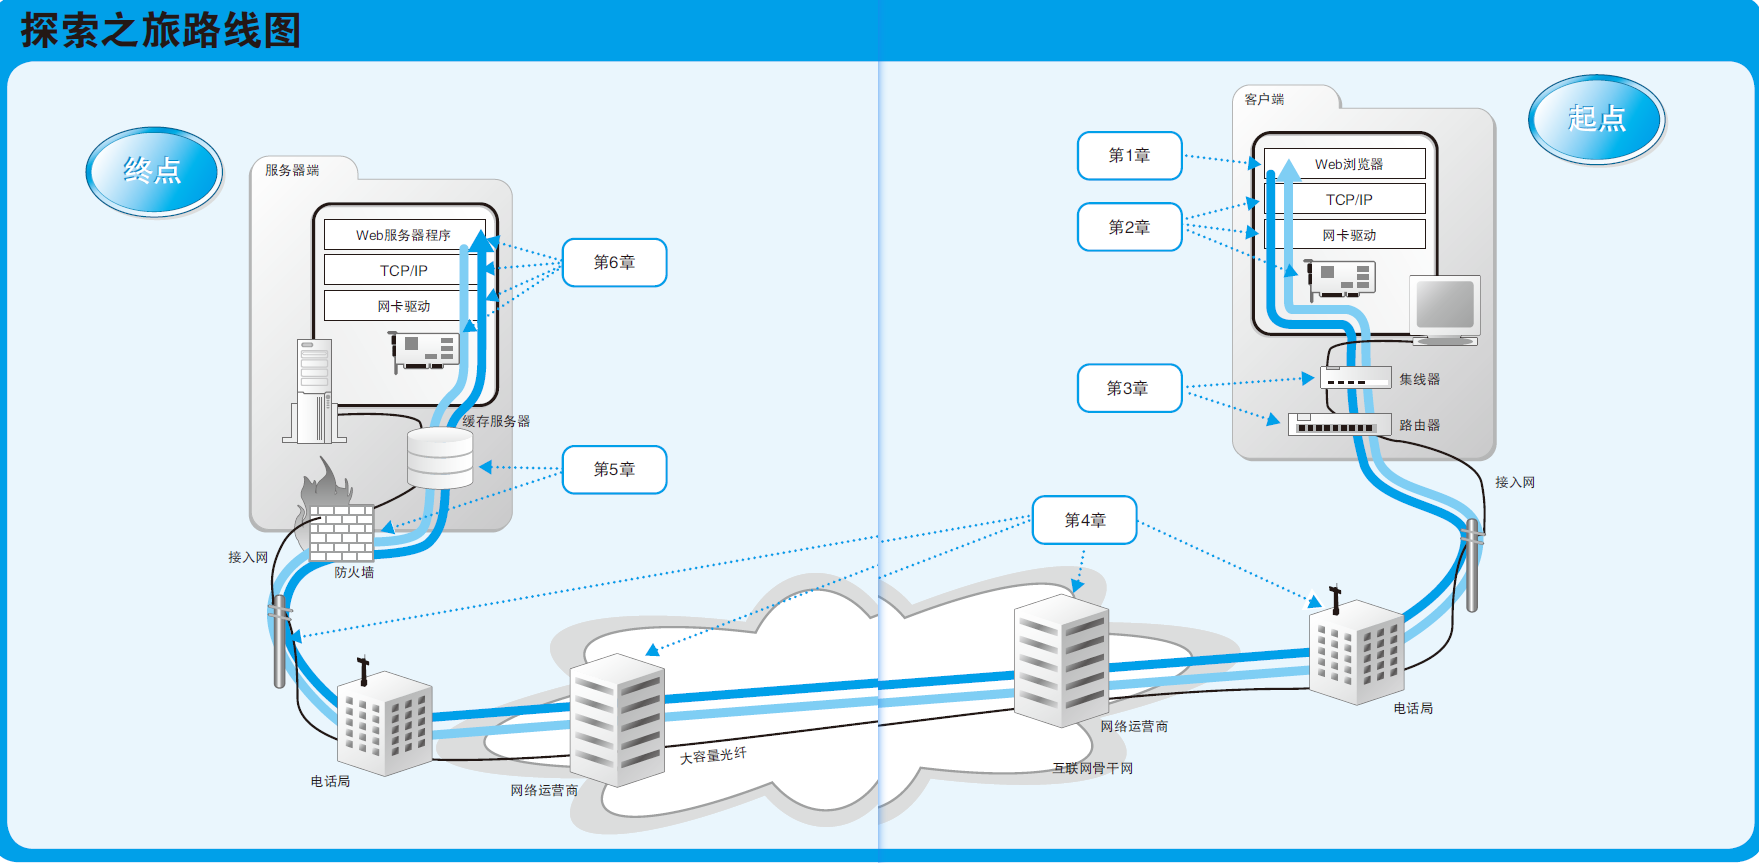 探索之旅路线图
终点
服务器端
Web服务器程序
TCP/IP
网卡驱动
缓存服务器
第6章
第5章
接入网
防火墙
电话局
网络运营商
大容量光纤
起点
客户端
第1章
Web浏览器
TCP/IP
第2章
网卡驱动
第3章
集线器
路由器
接入网
第4章
电话局
网络运营商
互联网骨干网